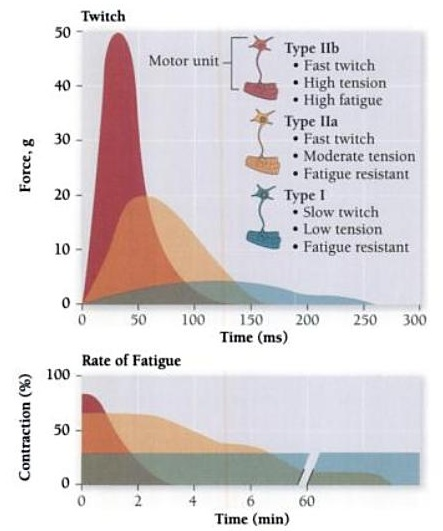 Twitch
50
40
30
20
10
0
Force, g
Motor unit
Type IIb
• Fast twitch
• High tension
• High fatigue
Type IIa
• Fast twitch
• Moderate tension
• Fatigue resistant
Type I
• Slow twitch
• Low tension
• Fatigue resistant
0 50 100 150 200 250 300
Time (ms)
Rate of Fatigue
100
50
0
Contraction (%)
0 2 4 6 60
Time (min)